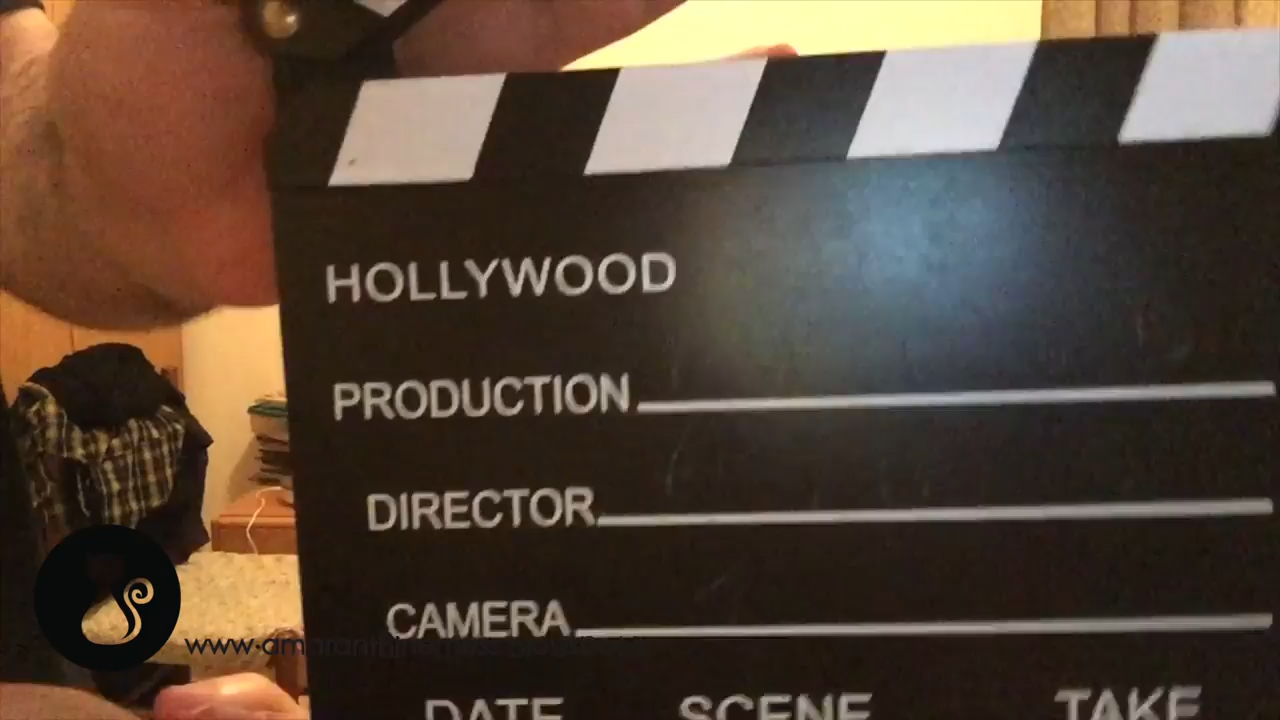 HOLLYWOOD
PRODUCTION
DIRECTOR
CAMERA
DATE SCENE TAKE